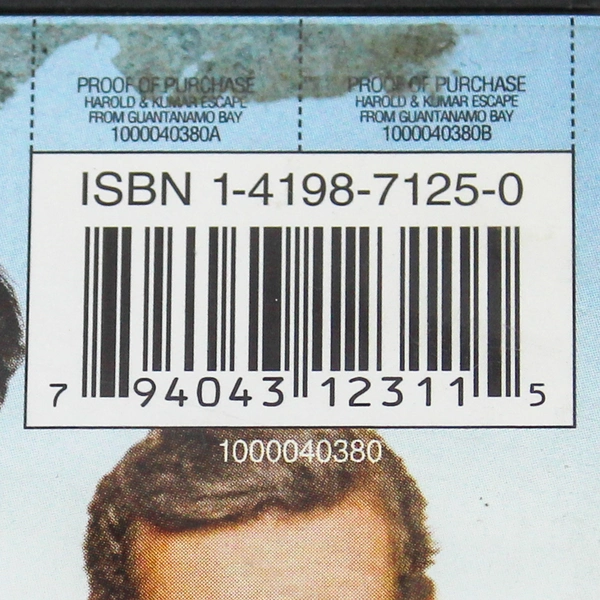 PROOF OF PURCHASE
HAROLD & KUMAR ESCAPE
FROM GUANTANAMO BAY
1000040380A
PROOF OF PURCHASE
HAROLD & KUMAR ESCAPE
FROM GUANTANAMO BAY
1000040380B
ISBN 1-4198-7125-0
7 94043 12311 5
1000040380